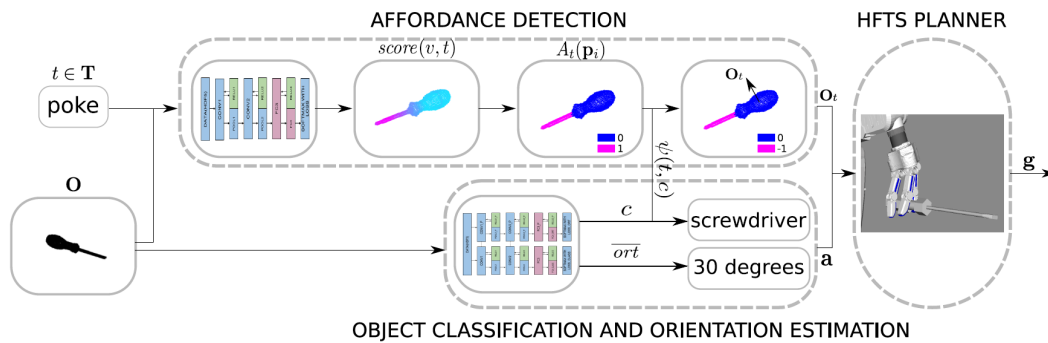 AFFORDANCE DETECTION
HFTS PLANNER
t ∈ T
poke
score(v, t)
A_t(p_i)
O_t
0
1
0
-1
O_t
ψ(t, c)
O
c
screwdriver
ort
30 degrees
a
g
OBJECT CLASSIFICATION AND ORIENTATION ESTIMATION